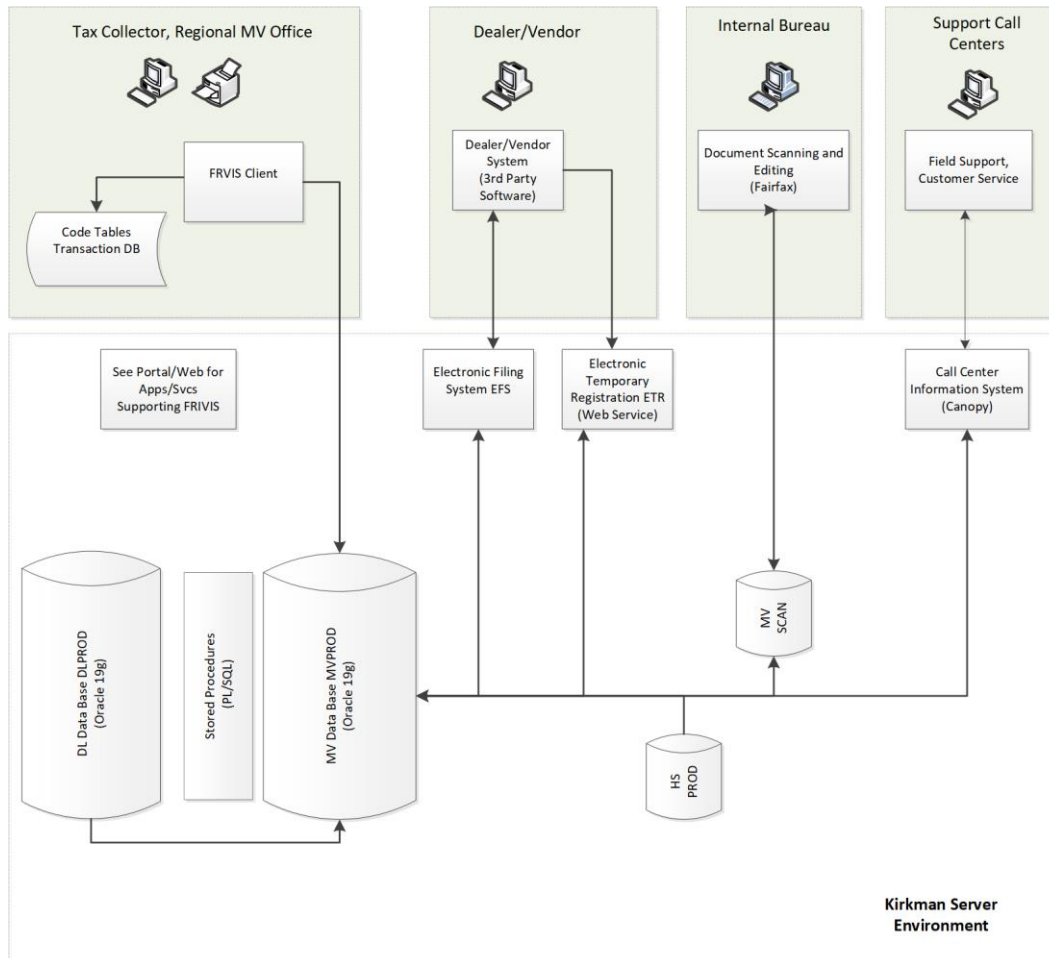 Tax Collector, Regional MV Office
Dealer/Vendor
Internal Bureau
Support Call
Centers
FRVIS Client
Code Tables
Transaction DB
Dealer/Vendor
System
(3rd Party
Software)
Document Scanning and
Editing
(Fairfax)
Field Support,
Customer Service
See Portal/Web for
Apps/Svcs
Supporting FRIVIS
Electronic Filing
System EFS
Electronic
Temporary
Registration ETR
(Web Service)
Call Center
Information System
(Canopy)
DL Data Base DLPROD
(Oracle 19g)
Stored Procedures
(PL/SQL)
MV Data Base MVPROD
(Oracle 19g)
MV
SCAN
HS
PROD
Kirkman Server
Environment